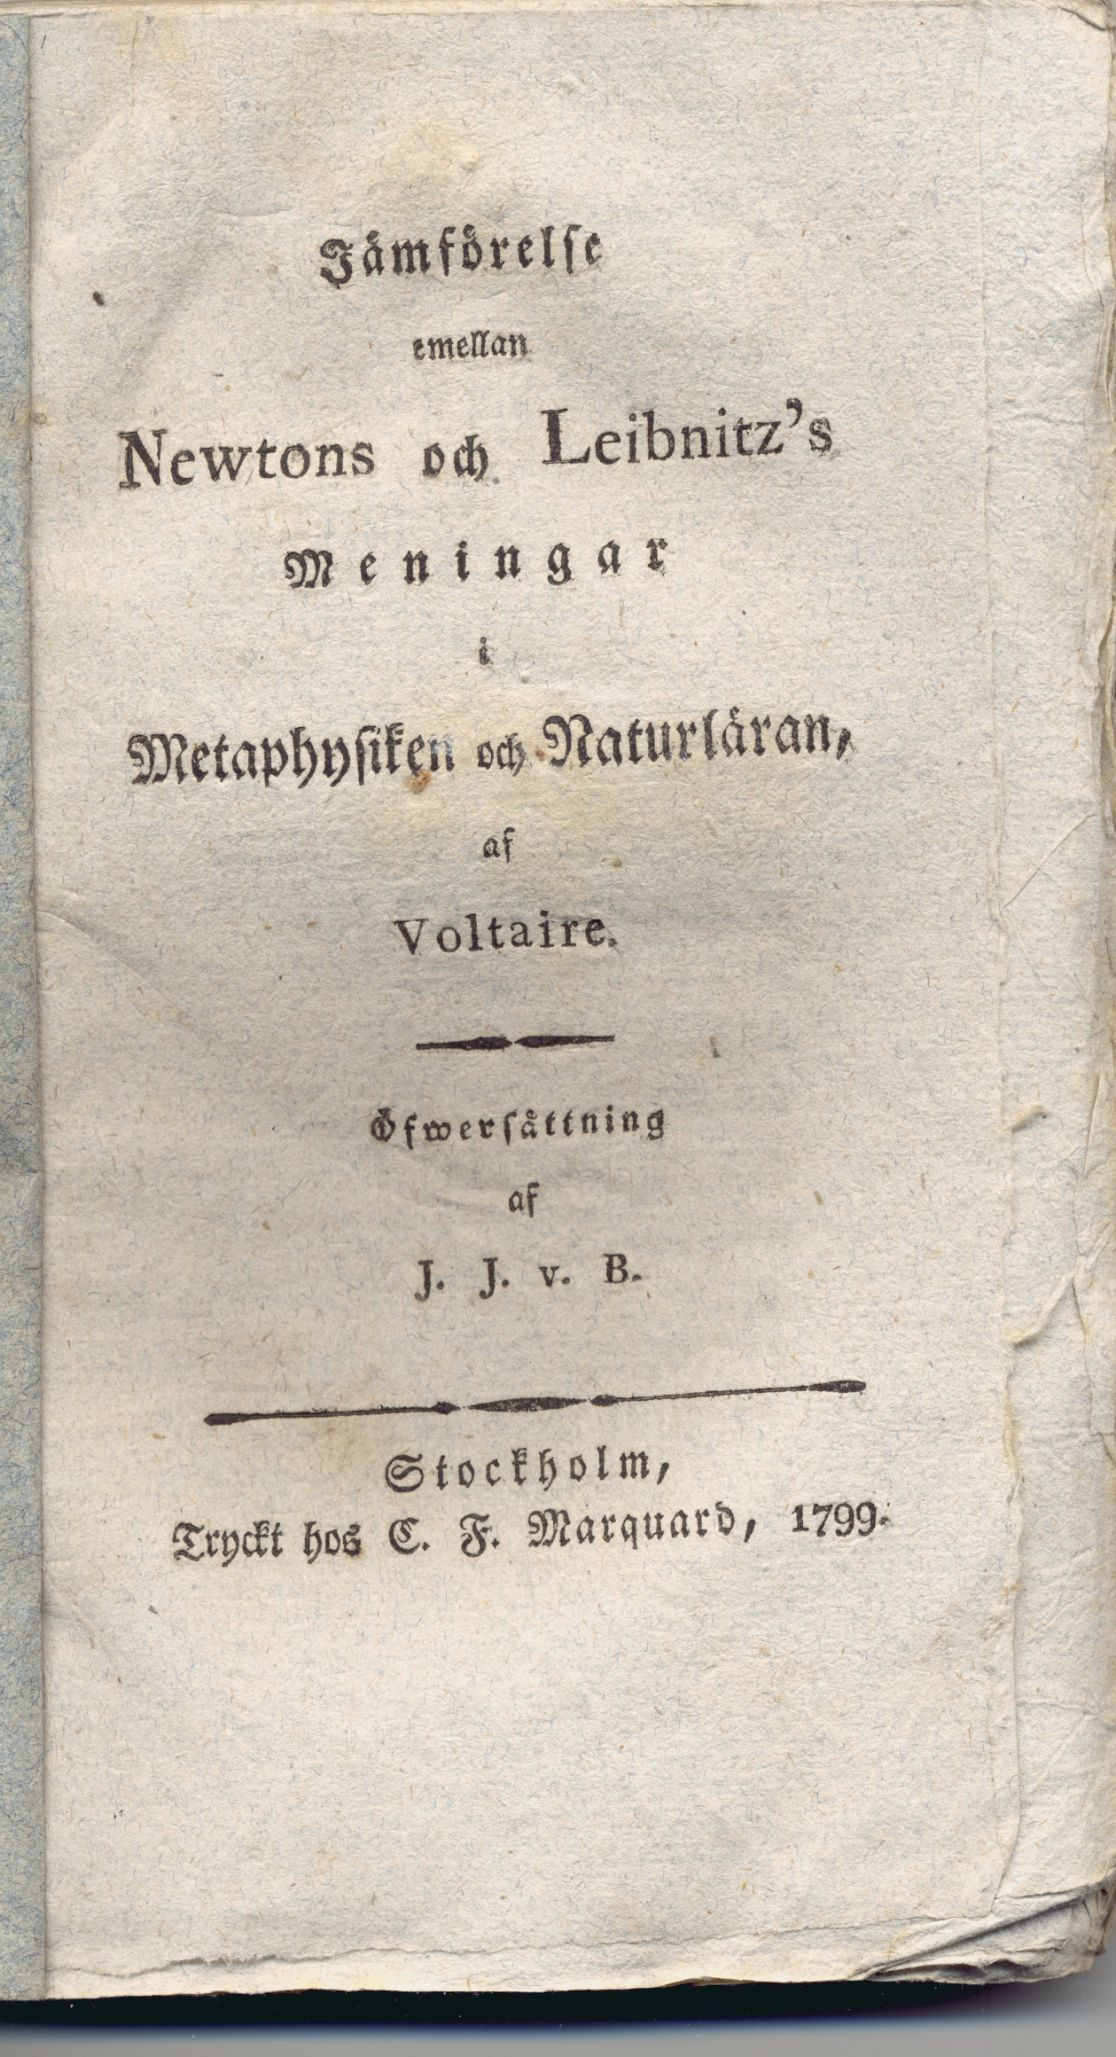 Jämförelse
emellan
Newtons och Leibnitz's
Meningar
i
Metaphysiken och Naturläran,
af
Voltaire.
Öfwersättning
af
J. J. v. B.
Stockholm,
Tryckt hos C. F. Marquard, 1799.